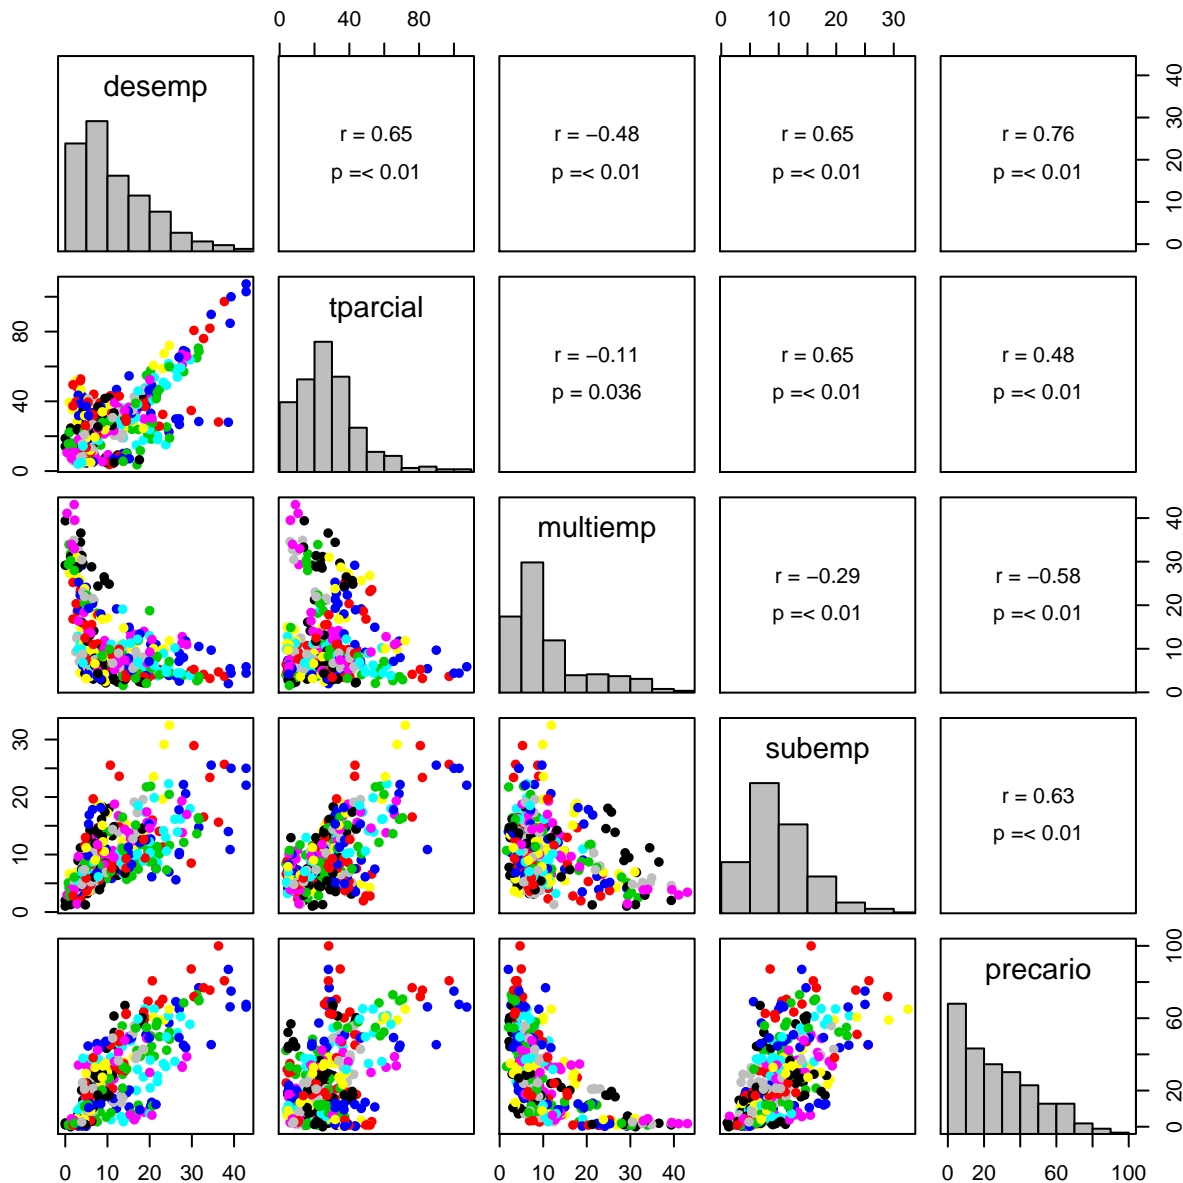 0 40 80
0 10 20 30
desemp
r = 0.65
p =< 0.01
r = −0.48
p =< 0.01
r = 0.65
p =< 0.01
r = 0.76
p =< 0.01
0 10 20 30 40
0 40 80
tparcial
r = −0.11
p = 0.036
r = 0.65
p =< 0.01
r = 0.48
p =< 0.01
multiemp
r = −0.29
p =< 0.01
r = −0.58
p =< 0.01
0 10 20 30 40
0 10 20 30
subemp
r = 0.63
p =< 0.01
precario
0 20 60 100
0 10 20 30 40
0 10 20 30 40
0 20 60 100